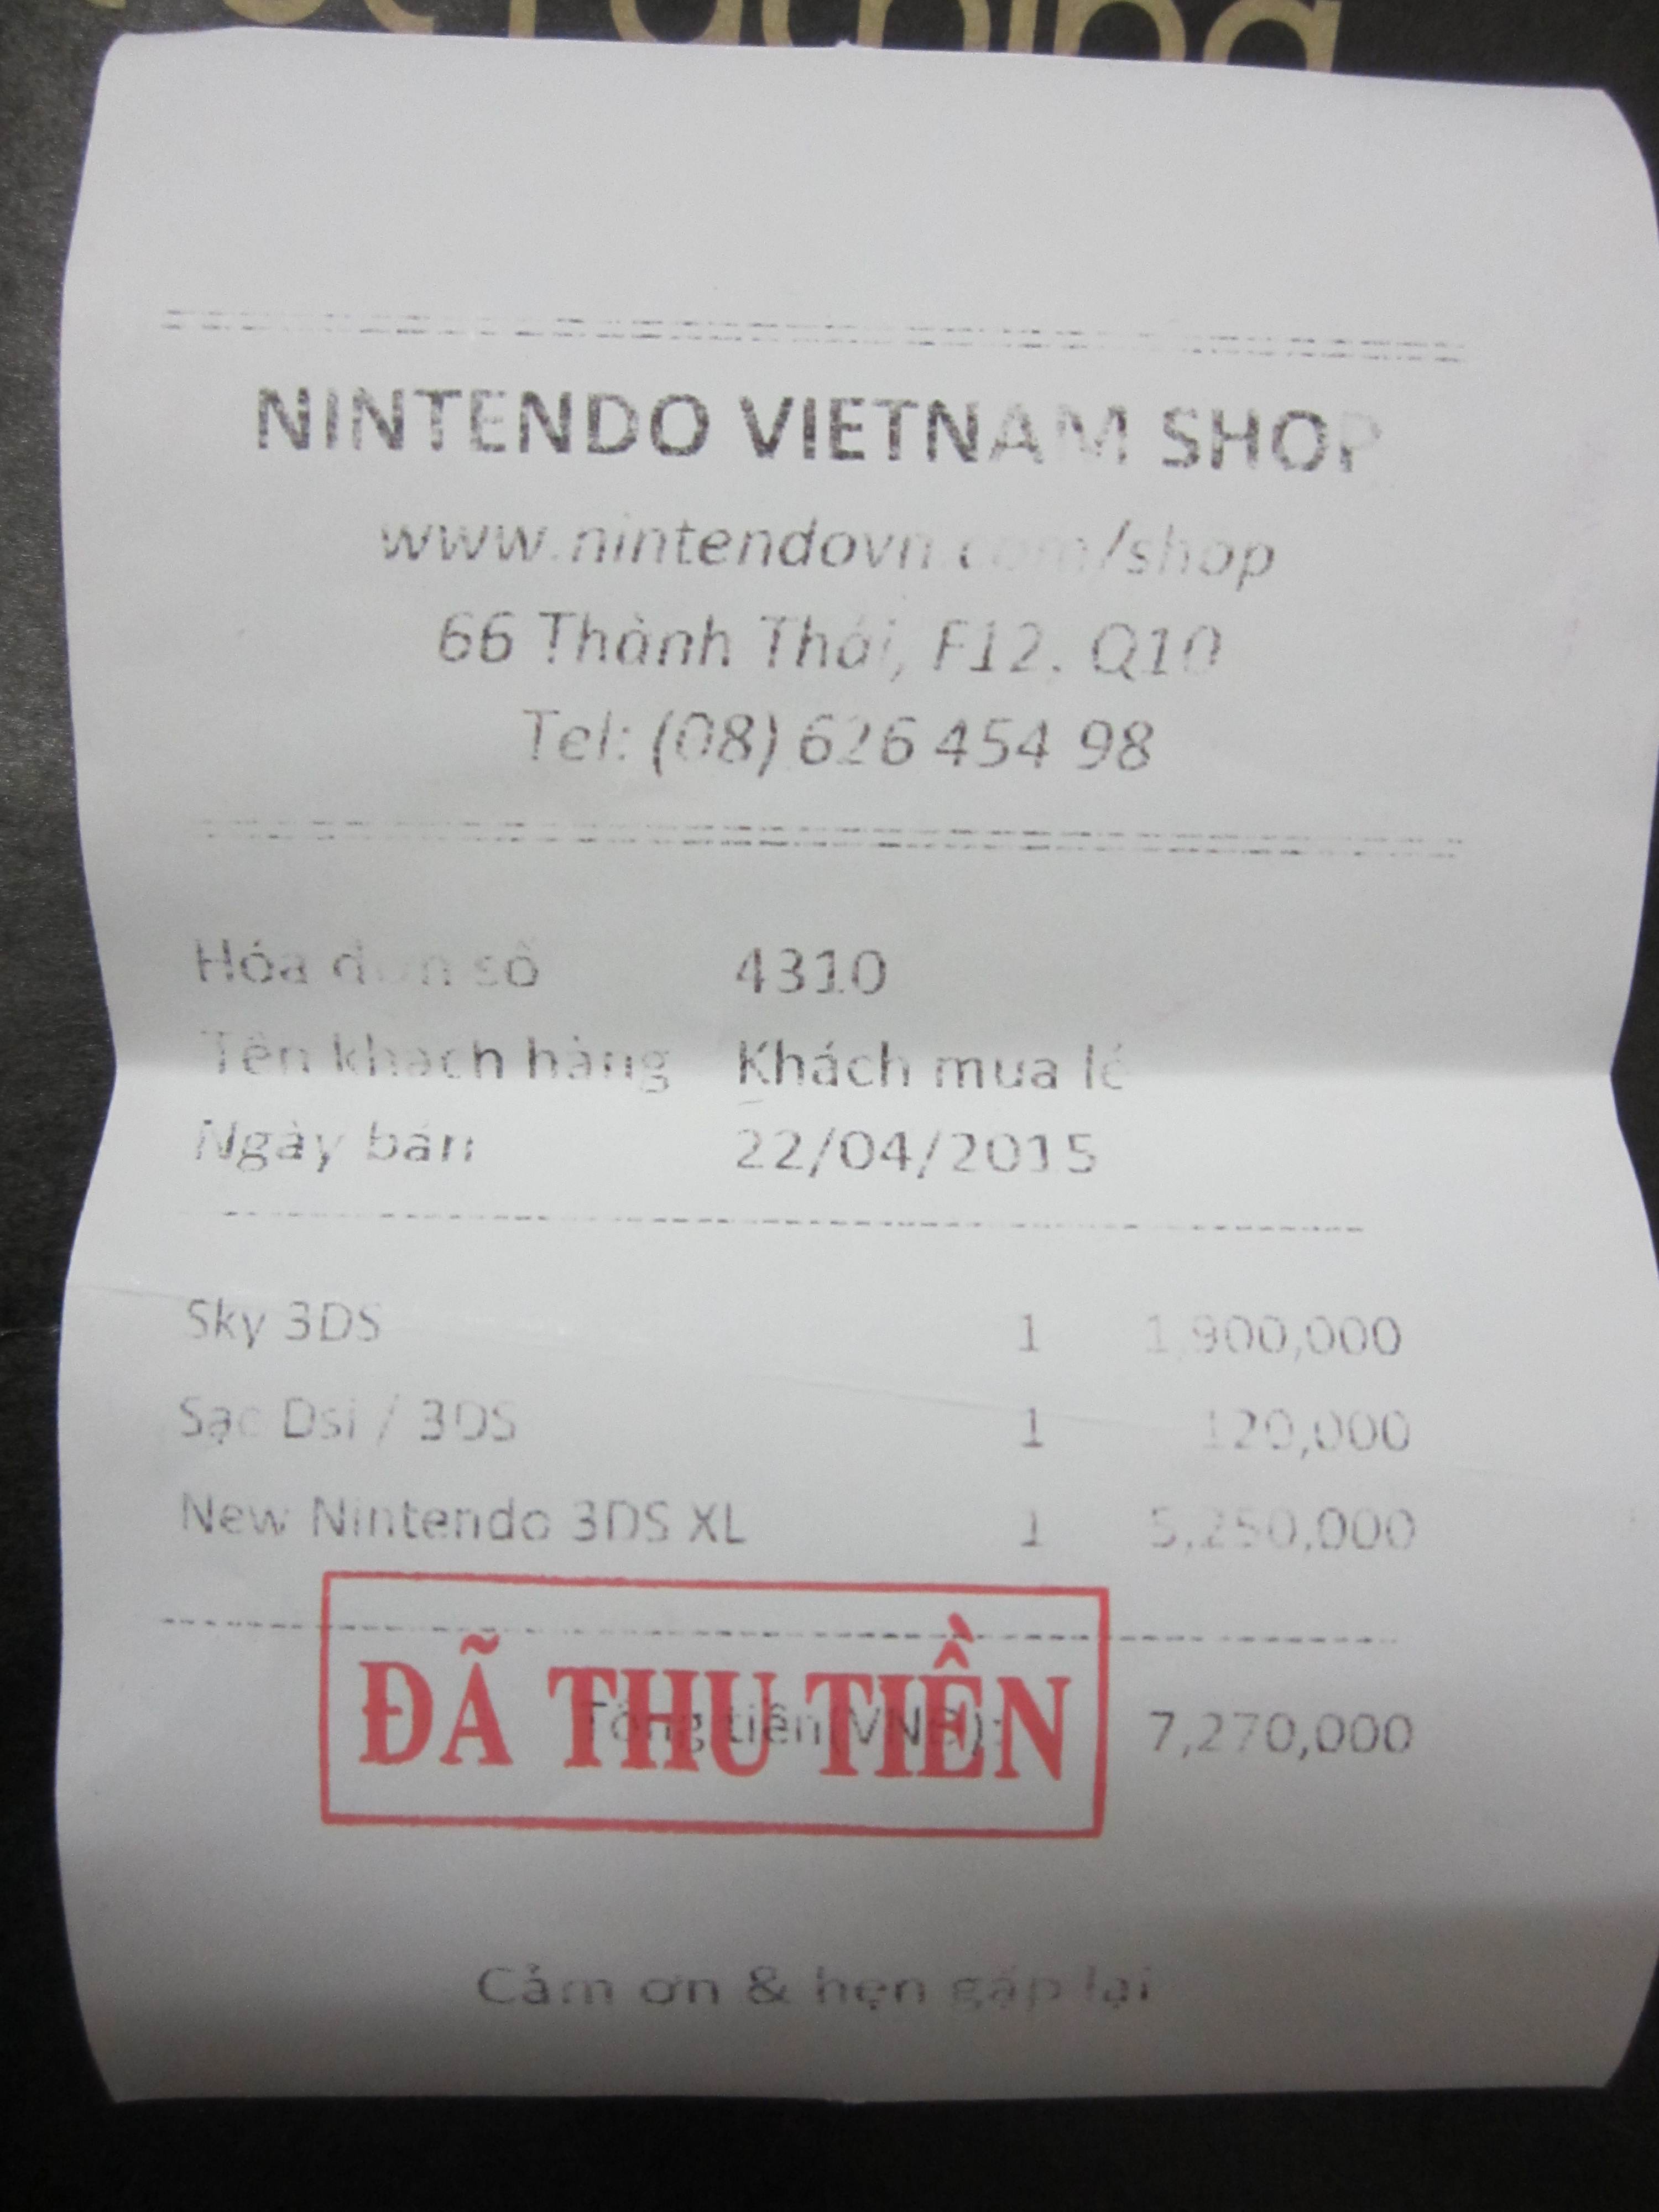 NINTENDO VIETNAM SHOP
www.nintendovn.com/shop
66 Thành Thái, F12. Q10
Tel: (08) 626 454 98
Hóa đơn số 4310
Tên khách hàng Khách mua lẻ
Ngày bán 22/04/2015
Sky 3DS 1 1,900,000
Sạc Dsi / 3DS 1 120,000
New Nintendo 3DS XL 1 5,250,000
ĐÃ THU TIỀN
Tổng tiền(VNĐ): 7,270,000
Cảm ơn & hẹn gặp lại